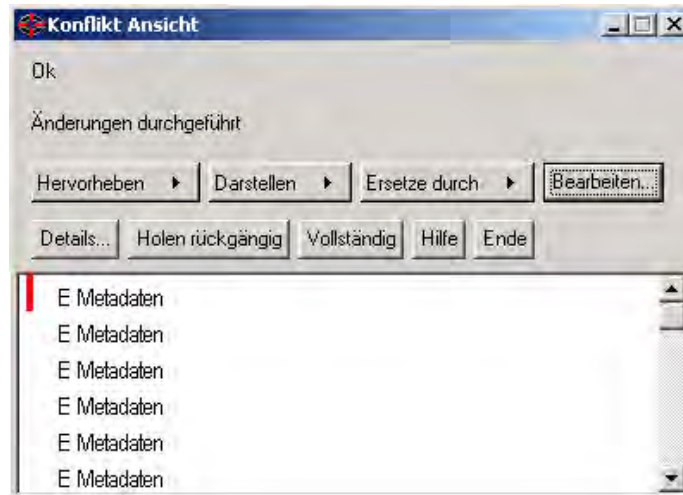 Konflikt Ansicht
Ok
Änderungen durchgeführt
Hervorheben Darstellen Ersetze durch Bearbeiten...
Details... Holen rückgängig Vollständig Hilfe Ende
E Metadaten
E Metadaten
E Metadaten
E Metadaten
E Metadaten
E Metadaten